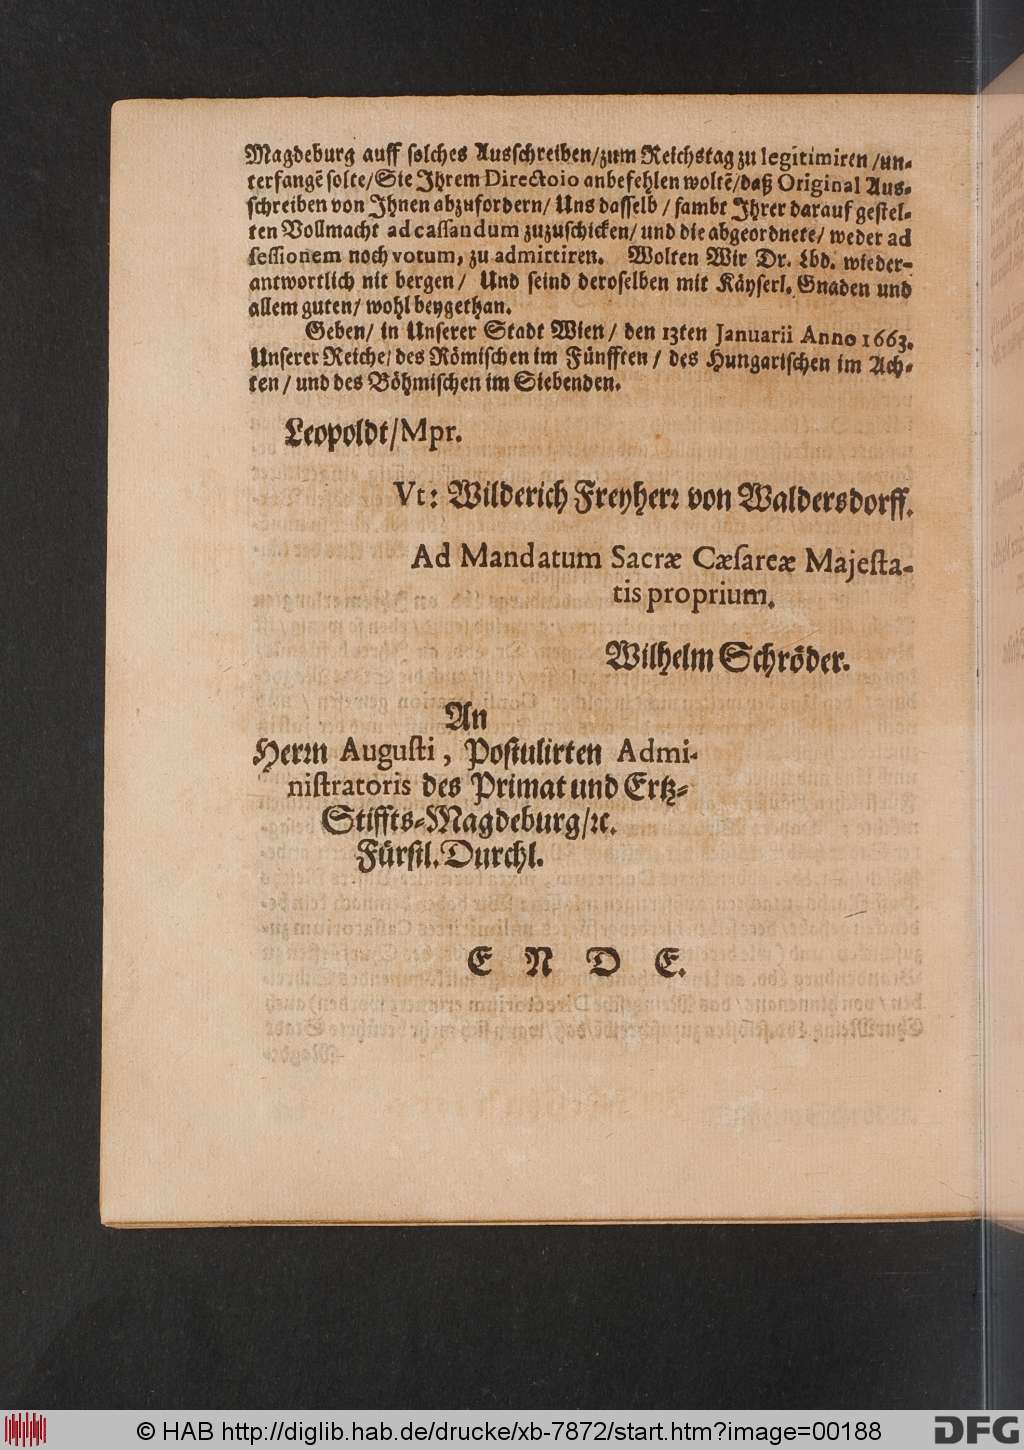 Magdeburg auff solches Ausschreiben/zum Reichstag zu legitimiren /un-
terfangẽ solte/Sie Ihrem Directoio anbefehlen woltẽ/daß Original Aus-
schreiben von Ihnen abzufordern/ Uns dasselb / sambt Ihrer darauf gestel-
ten Vollmacht ad cassandum zuzuschicken/ und die abgeordnete/ weder ad
sessionem noch votum, zu admittiren. Wolten Wir Dr. Lbd. wieder-
antwortlich nit bergen/ Und seind deroselben mit Käyserl. Gnaden und
allem guten/ wohl beygethan.
Geben/ in Unserer Stadt Wien/ den 13ten Januarii Anno 1663.
Unserer Reiche/ des Römischen im Fünfften / des Hungarischen im Ach-
ten / und des Böhmischen im Siebenden.
Leopoldt/Mpr.
Vt: Wilderich Freyherr von Waldersdorff.
Ad Mandatum Sacræ Cæsareæ Majesta-
tis proprium.
Wilhelm Schröder.
An
Herrn Augusti, Postulirten Admi-
nistratoris des Primat und Ertz-
Stiffts-Magdeburg/ꝛc.
Fürstl. Durchl.
E N D E.
© HAB http://diglib.hab.de/drucke/xb-7872/start.htm?image=00188
DFG